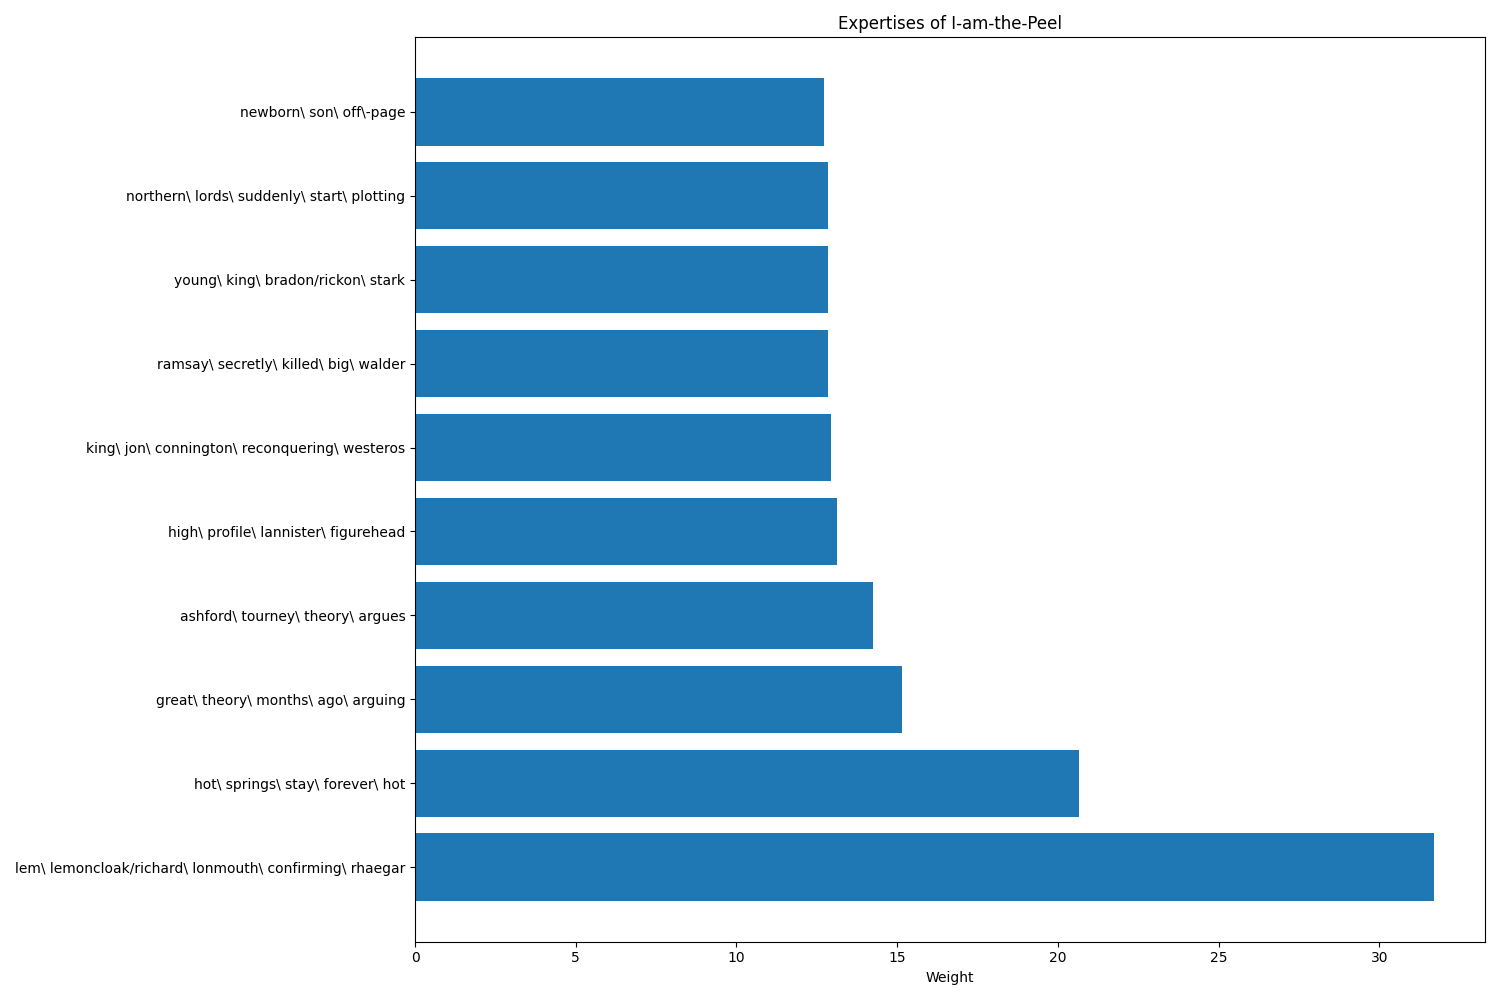 Expertises of I-am-the-Peel
newborn\ son\ off\-page
northern\ lords\ suddenly\ start\ plotting
young\ king\ bradon/rickon\ stark
ramsay\ secretly\ killed\ big\ walder
king\ jon\ connington\ reconquering\ westeros
high\ profile\ lannister\ figurehead
ashford\ tourney\ theory\ argues
great\ theory\ months\ ago\ arguing
hot\ springs\ stay\ forever\ hot
lem\ lemoncloak/richard\ lonmouth\ confirming\ rhaegar
0 5 10 15 20 25 30
Weight